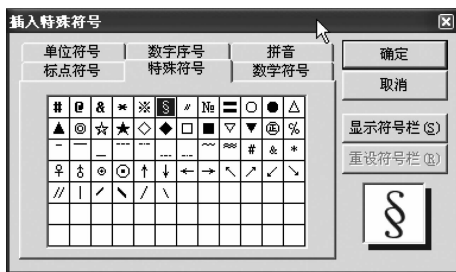 插入特殊符号
单位符号 数字序号 拼音
标点符号 特殊符号 数学符号
确定
取消
显示符号栏(S)
重设符号栏(R)
# @ & * ※ § 〃 № 〓 ○ ● △
▲ ◎ ☆ ★ ◇ ◆ □ ■ ▽ ▼ ㊣ %
# & *
♀ ♂ ⊕ ⊙ ↑ ↓ ← → ↖ ↗ ↙ ↘
∥ ∣ / \ / \
§